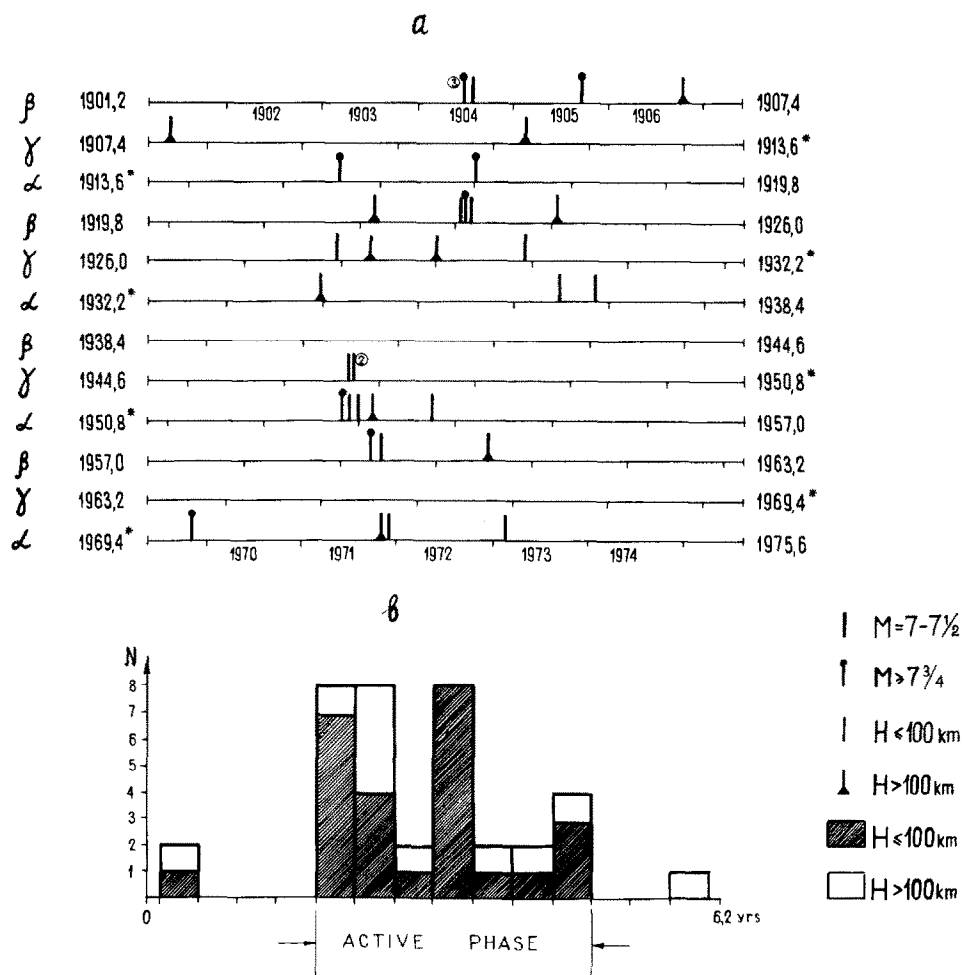 a
③
β 1901,2 1902 1903 1904 1905 1906 1907,4
γ 1907,4 1913,6*
α 1913,6* 1919,8
β 1919,8 1926,0
γ 1926,0 1932,2*
α 1932,2* 1938,4
β 1938,4 1944,6
②
γ 1944,6 1950,8*
α 1950,8* 1957,0
β 1957,0 1963,2
γ 1963,2 1969,4*
α 1969,4* 1970 1971 1972 1973 1974 1975,6
в
N
8
7
6
5
4
3
2
1
0 6,2 yrs
ACTIVE PHASE
M=7-7½
M⩾7¾
H⩽100 km
H>100 km
H⩽100 km
H>100 km